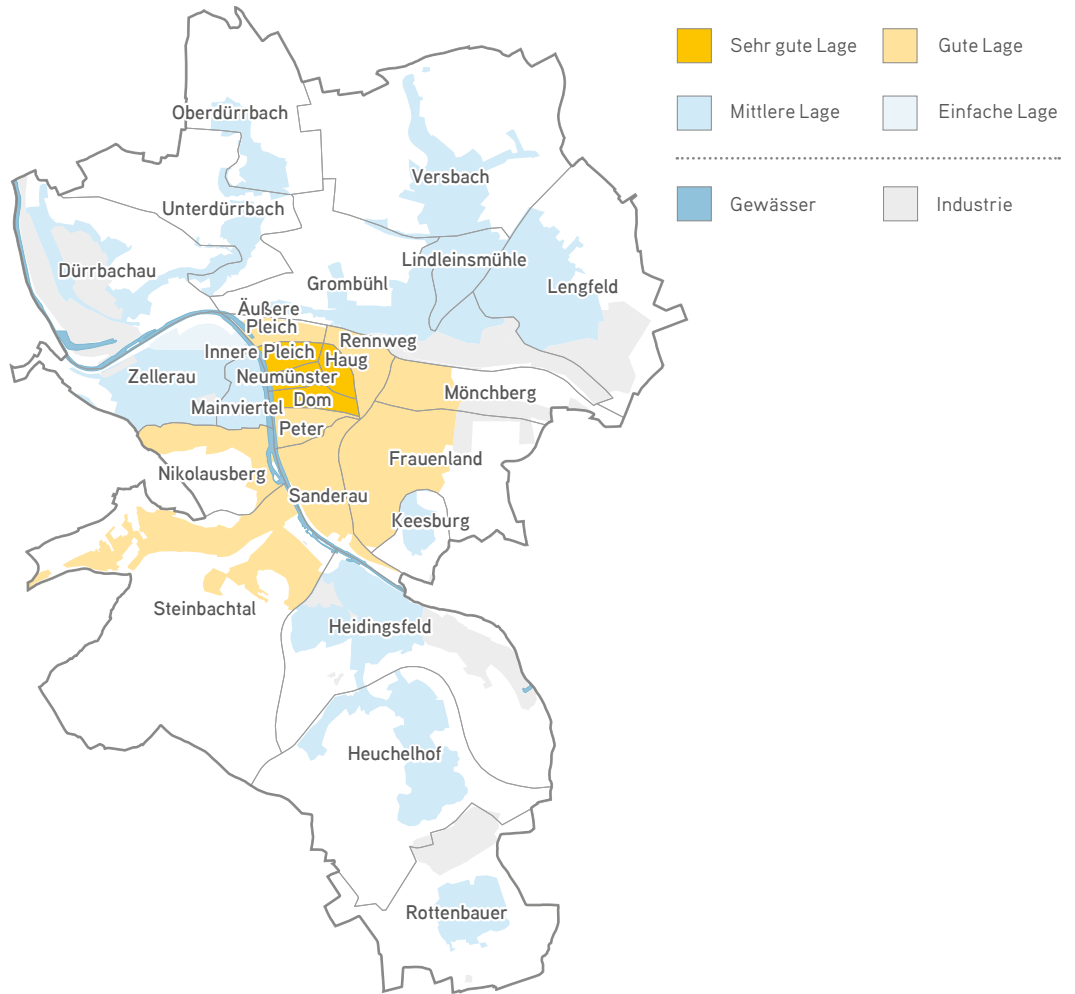 Sehr gute Lage
Gute Lage
Mittlere Lage
Einfache Lage
Gewässer
Industrie
Oberdürrbach
Versbach
Unterdürrbach
Lindleinsmühle
Dürrbachau
Grombühl
Lengfeld
Äußere
Pleich
Rennweg
Innere Pleich
Haug
Zellerau
Neumünster
Mönchberg
Mainviertel
Dom
Peter
Frauenland
Nikolausberg
Sanderau
Keesburg
Steinbachtal
Heidingsfeld
Heuchelhof
Rottenbauer